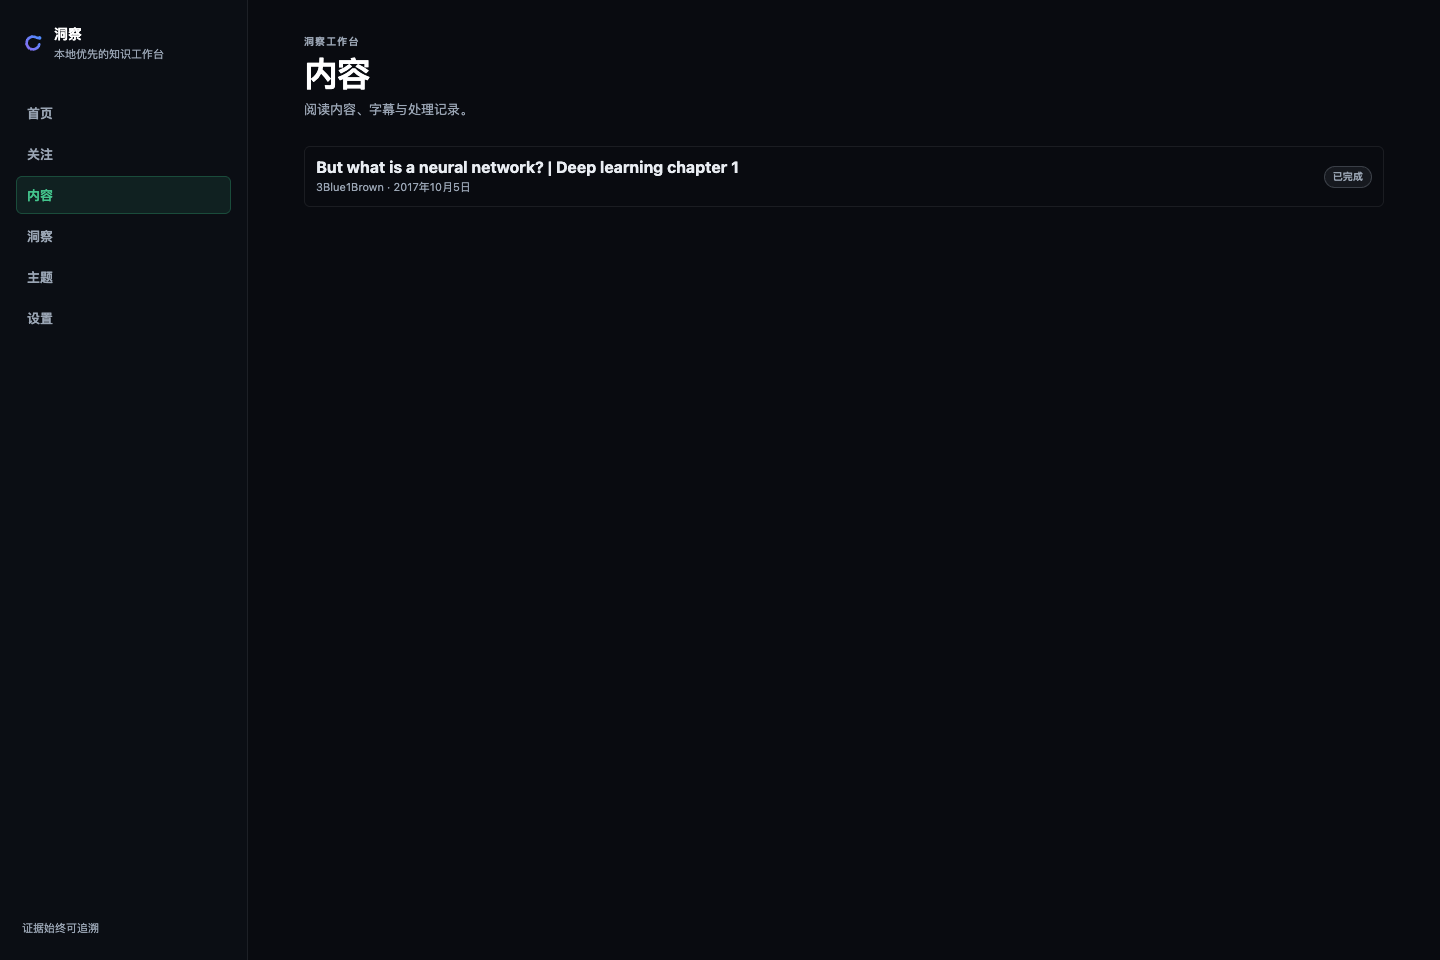 洞察
本地优先的知识工作台
首页
关注
内容
洞察
主题
设置
证据始终可追溯
洞察工作台
内容
阅读内容、字幕与处理记录。
But what is a neural network? | Deep learning chapter 1
3Blue1Brown · 2017年10月5日
已完成